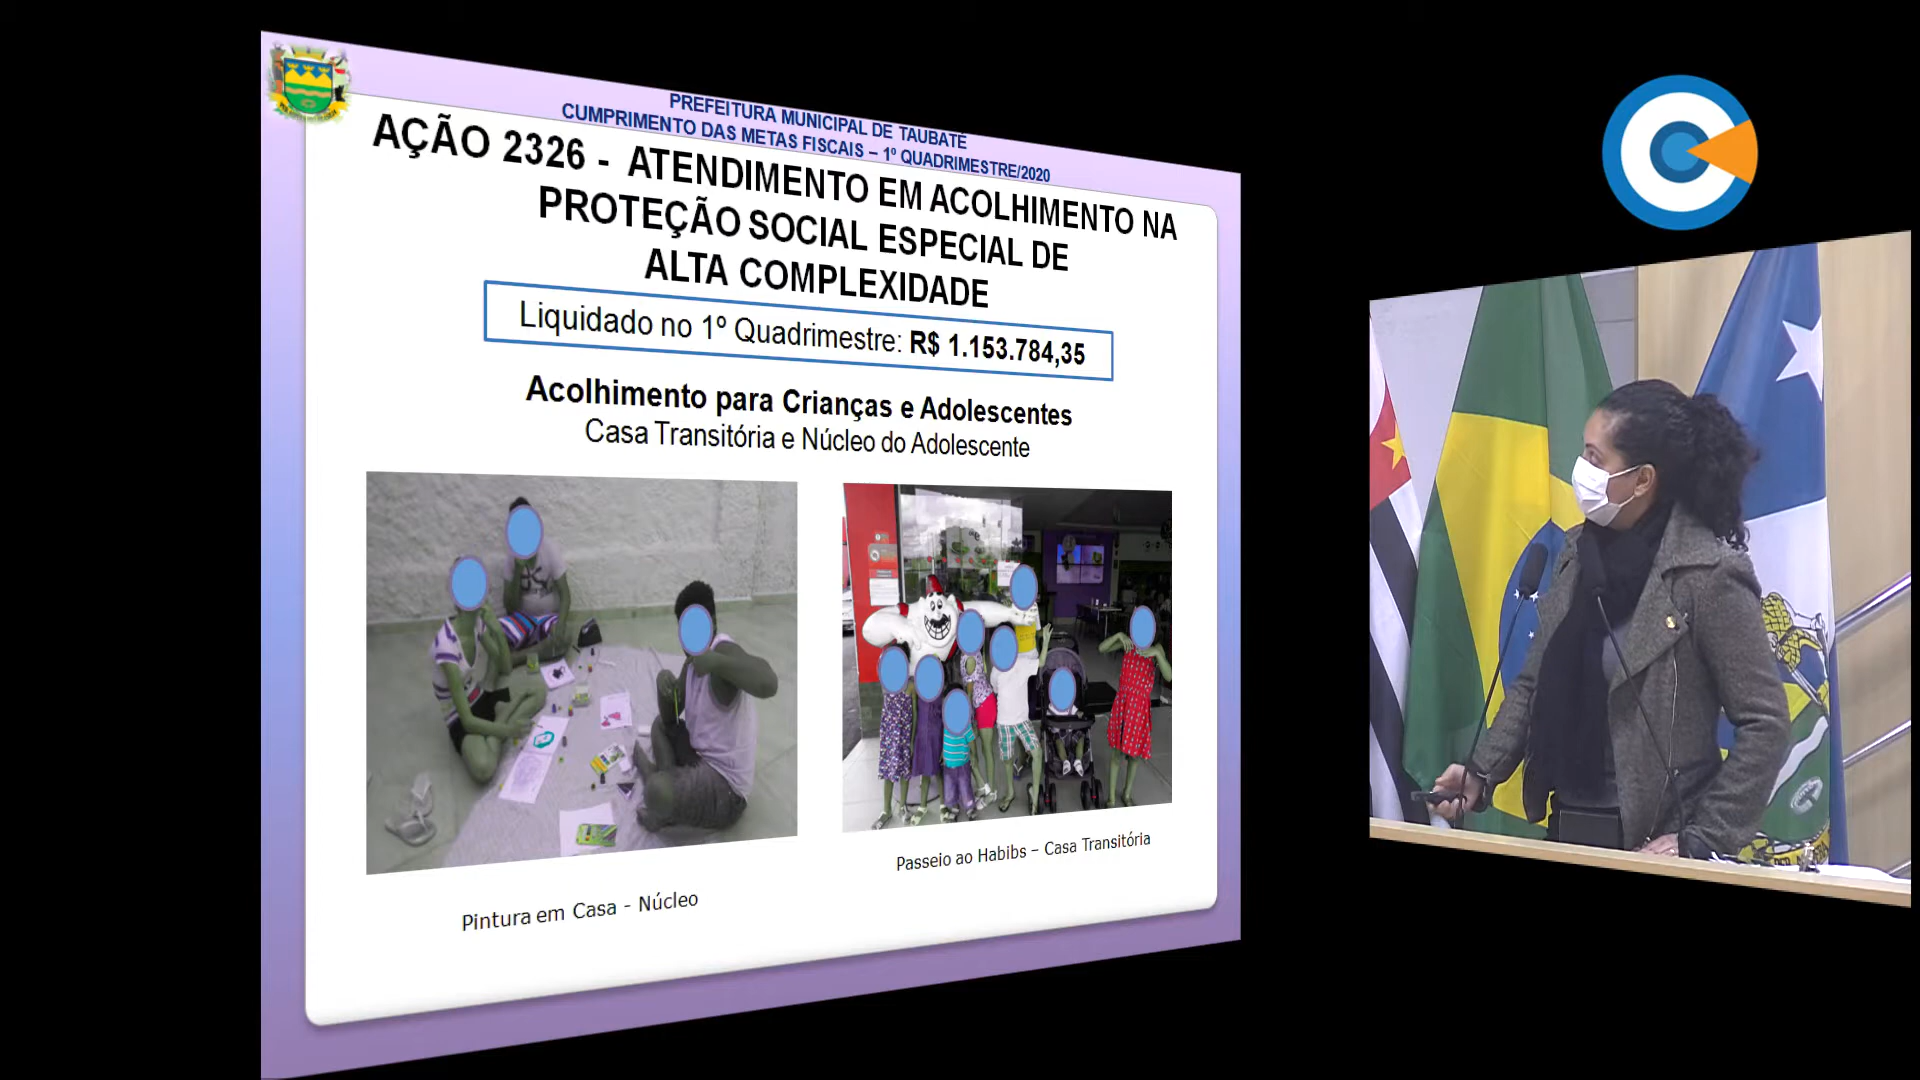 PREFEITURA MUNICIPAL DE TAUBATÉ
CUMPRIMENTO DAS METAS FISCAIS – 1º QUADRIMESTRE/2020
AÇÃO 2326 - ATENDIMENTO EM ACOLHIMENTO NA
PROTEÇÃO SOCIAL ESPECIAL DE
ALTA COMPLEXIDADE
Liquidado no 1º Quadrimestre: R$ 1.153.784,35
Acolhimento para Crianças e Adolescentes
Casa Transitória e Núcleo do Adolescente
Passeio ao Habibs – Casa Transitória
Pintura em Casa - Núcleo